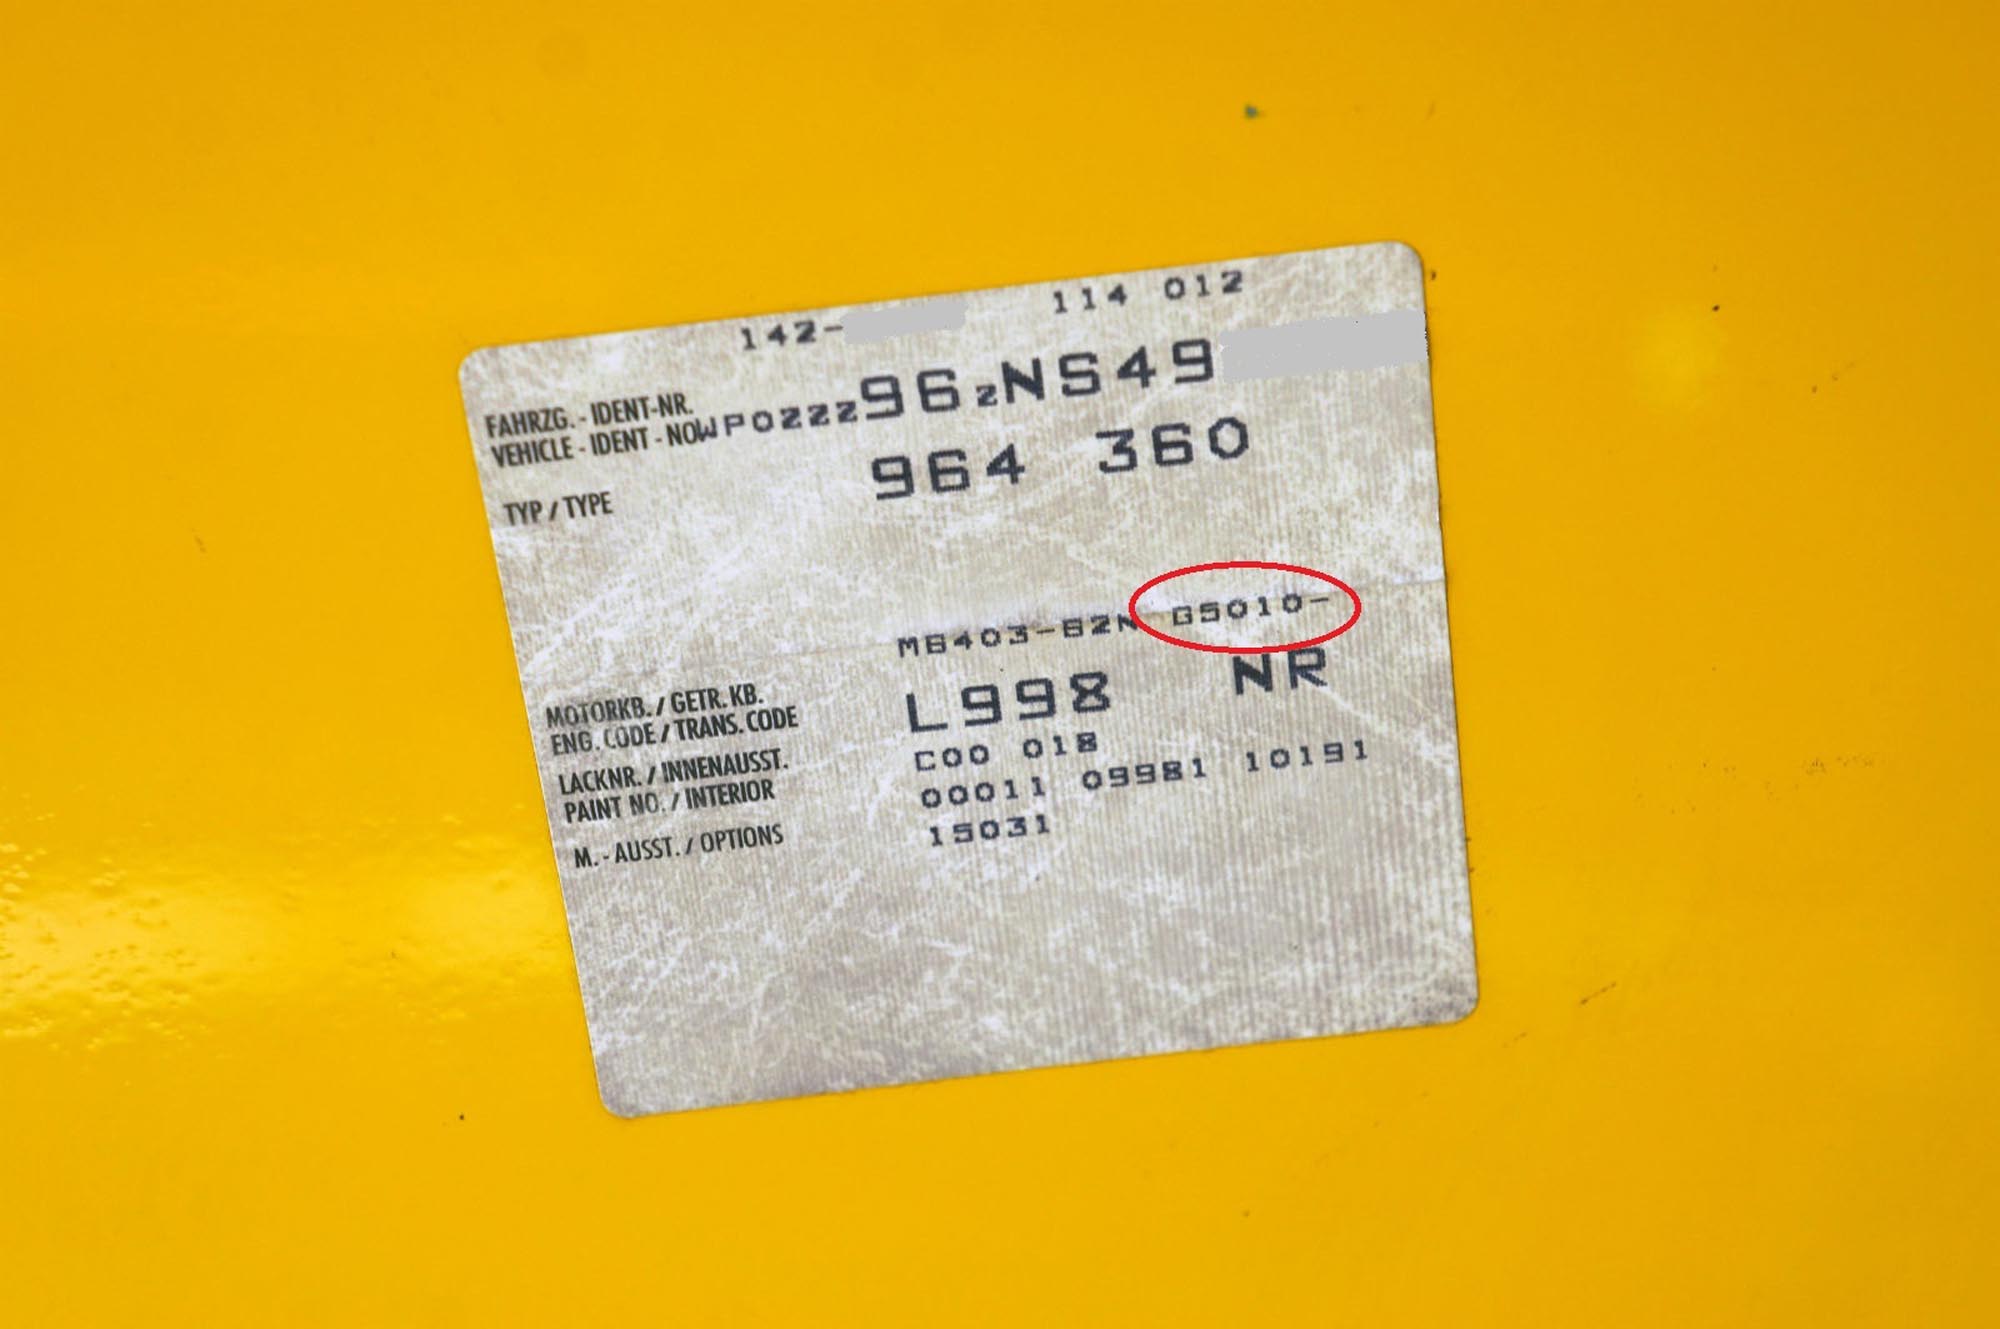 142- 114 012
FAHRZG. - IDENT-NR.
VEHICLE - IDENT - NO WP0ZZZ96ZNS49
TYP / TYPE 964 360
M6403-62N G5010-
MOTORKB. / GETR. KB.
ENG. CODE / TRANS. CODE L998 NR
LACKNR. / INNENAUSST. C00 018
PAINT NO. / INTERIOR 00011 09981 10191
M. - AUSST. / OPTIONS 15031